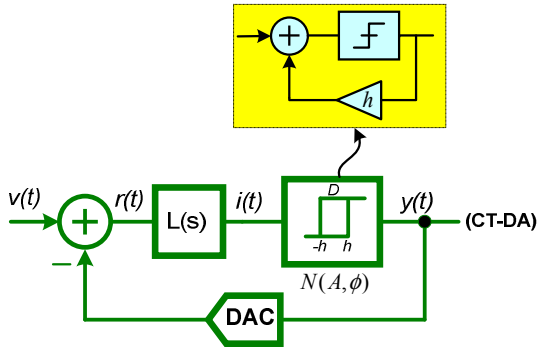 h
v(t)
r(t)
L(s)
i(t)
D
-h
h
y(t)
(CT-DA)
N(A,ϕ)
DAC